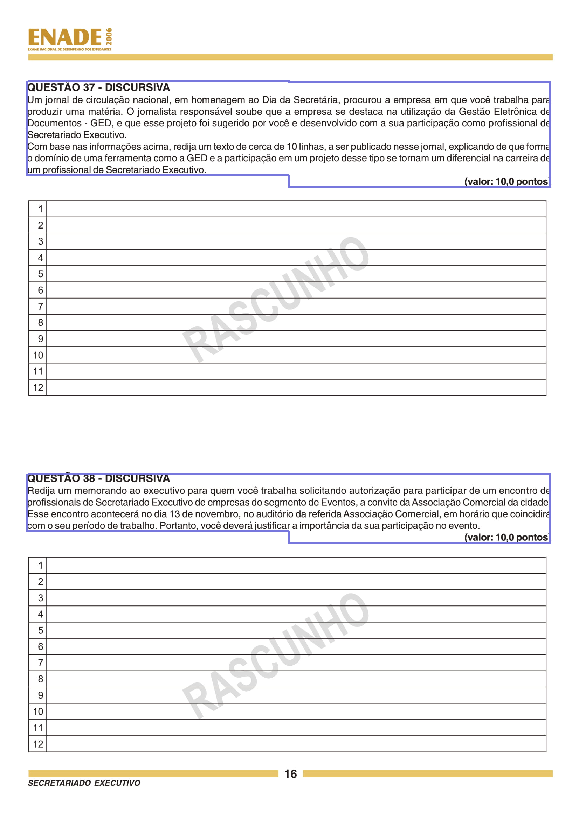 ENADE 2016
EXAME NACIONAL DE DESEMPENHO DOS ESTUDANTES
QUESTÃO 37 - DISCURSIVA
Um jornal de circulação nacional, em homenagem ao Dia da Secretária, procurou a empresa em que você trabalha para
produzir uma matéria. O jornalista responsável soube que a empresa se destaca na utilização da Gestão Eletrônica de
Documentos - GED, e que esse projeto foi sugerido por você e desenvolvido com a sua participação como profissional de
Secretariado Executivo.
Com base nas informações acima, redija um texto de cerca de 10 linhas, a ser publicado nesse jornal, explicando de que forma
o domínio de uma ferramenta como a GED e a participação em um projeto desse tipo se tornam um diferencial na carreira de
um profissional de Secretariado Executivo.
(valor: 10,0 pontos)
1
2
3
4
5
6
7
8
9
10
11
12
RASCUNHO
QUESTÃO 38 - DISCURSIVA
Redija um memorando ao executivo para quem você trabalha solicitando autorização para participar de um encontro de
profissionais de Secretariado Executivo de empresas do segmento de Eventos, a convite da Associação Comercial da cidade.
Esse encontro acontecerá no dia 13 de novembro, no auditório da referida Associação Comercial, em horário que coincidirá
com o seu período de trabalho. Portanto, você deverá justificar a importância da sua participação no evento.
(valor: 10,0 pontos)
1
2
3
4
5
6
7
8
9
10
11
12
RASCUNHO
16
SECRETARIADO EXECUTIVO